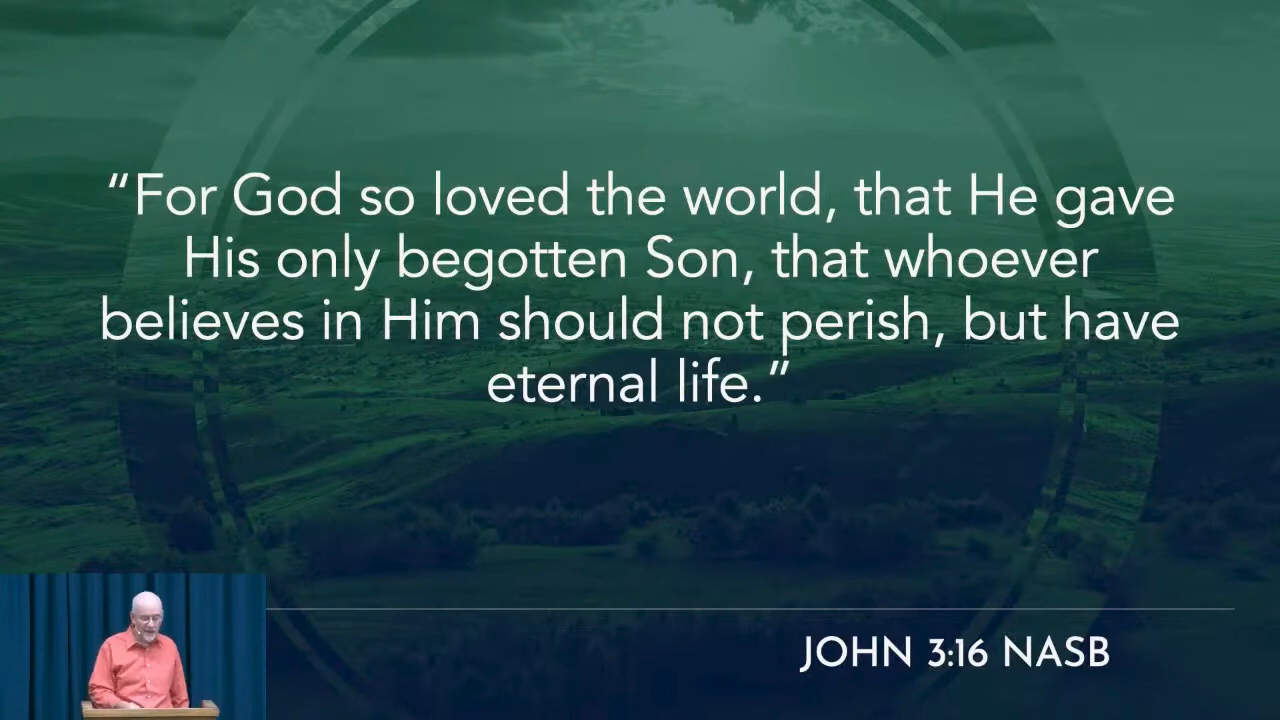 “For God so loved the world, that He gave
His only begotten Son, that whoever
believes in Him should not perish, but have
eternal life.”
JOHN 3:16 NASB